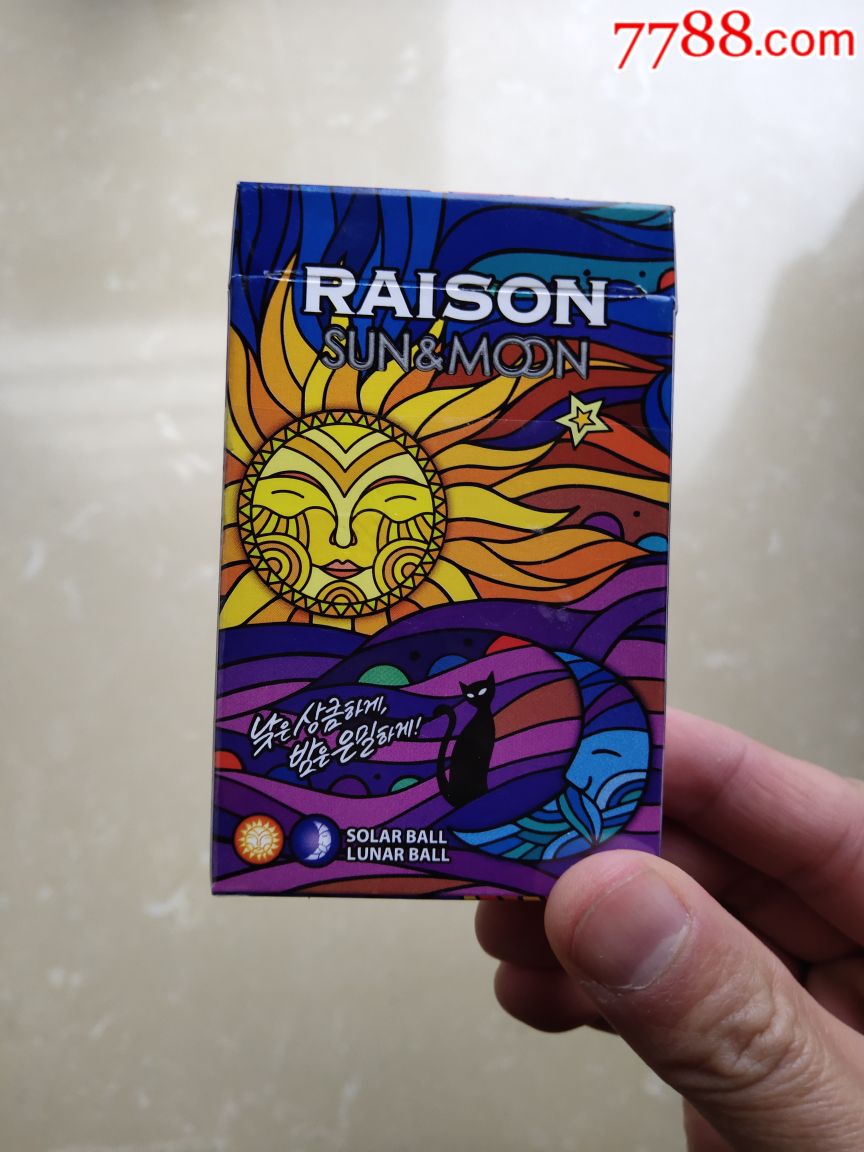 7788.com
RAISON
SUN&MOON
낮은 상큼하게,
밤은 은밀하게!
SOLAR BALL
LUNAR BALL